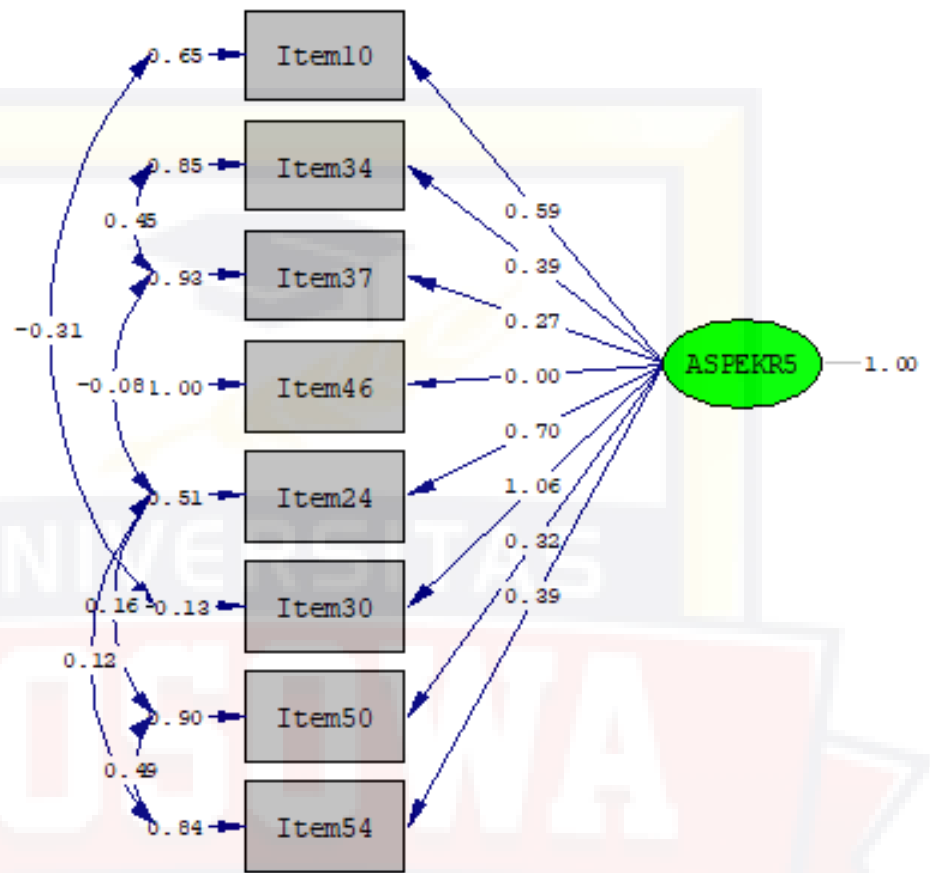 0.65 Item10
0.59
0.85 Item34
0.45
0.39
0.93 Item37
0.27
-0.31
-0.08
1.00 Item46
0.00
ASPEKR5 1.00
0.70
0.51 Item24
1.06
UNIVERSITAS
0.32
0.16
-0.13 Item30
0.39
0.12
BOSOWA
0.90 Item50
0.49
0.84 Item54